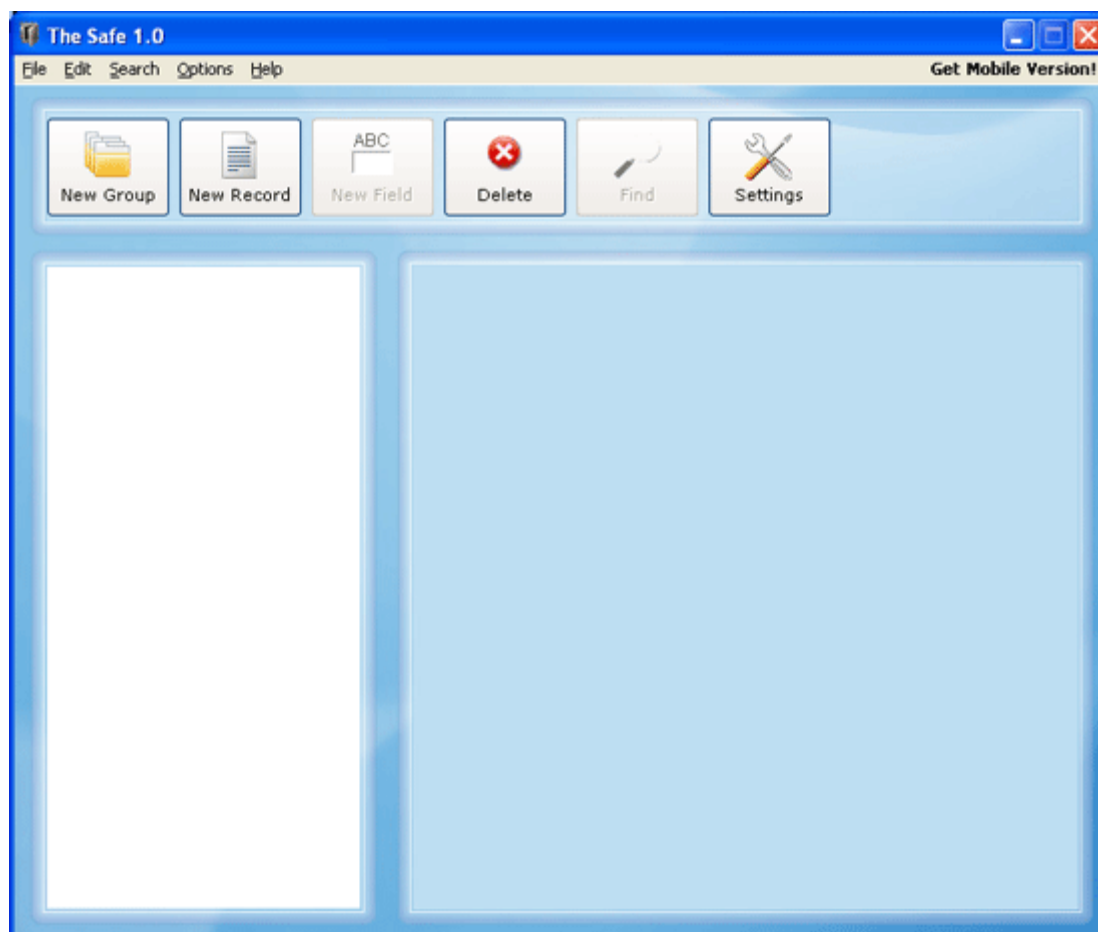 The Safe 1.0
File Edit Search Options Help Get Mobile Version!
ABC
New Group New Record New Field Delete Find Settings